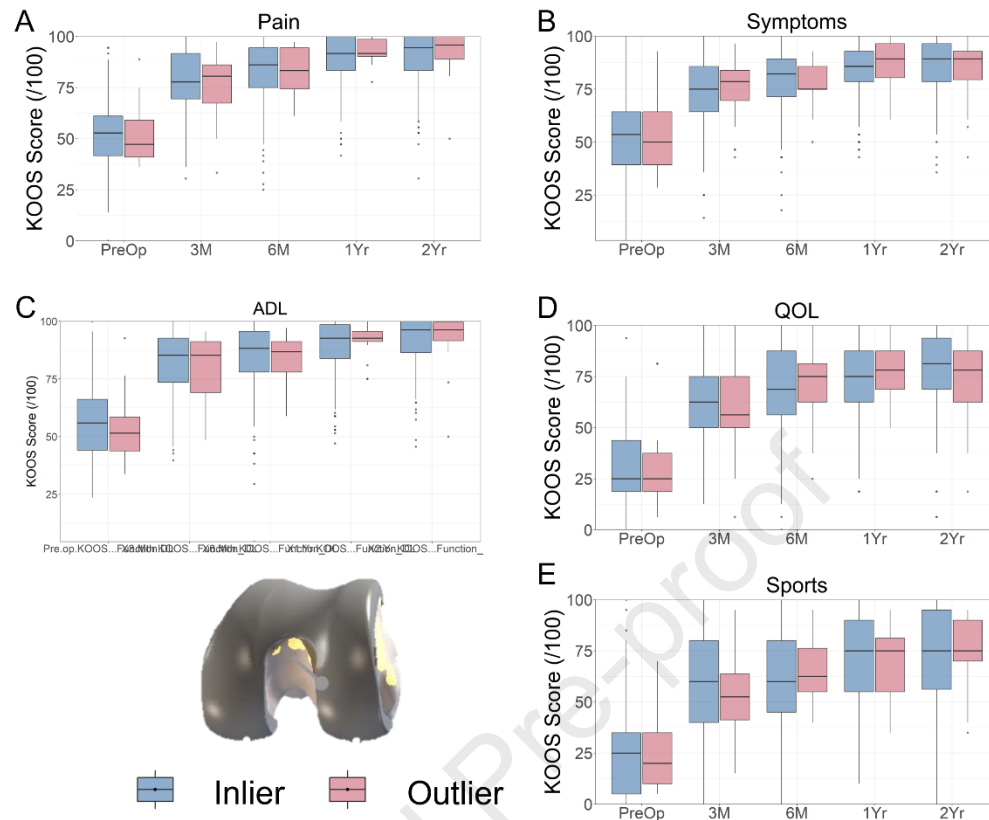 A
Pain
KOOS Score (/100)
100
75
50
25
0
PreOp 3M 6M 1Yr 2Yr
B
Symptoms
KOOS Score (/100)
100
75
50
25
PreOp 3M 6M 1Yr 2Yr
C
ADL
KOOS Score (/100)
100
75
50
25
D
QOL
KOOS Score (/100)
100
75
50
25
0
PreOp 3M 6M 1Yr 2Yr
E
Sports
KOOS Score (/100)
100
75
50
25
0
PreOp 3M 6M 1Yr 2Yr
Inlier Outlier
Pre-proof